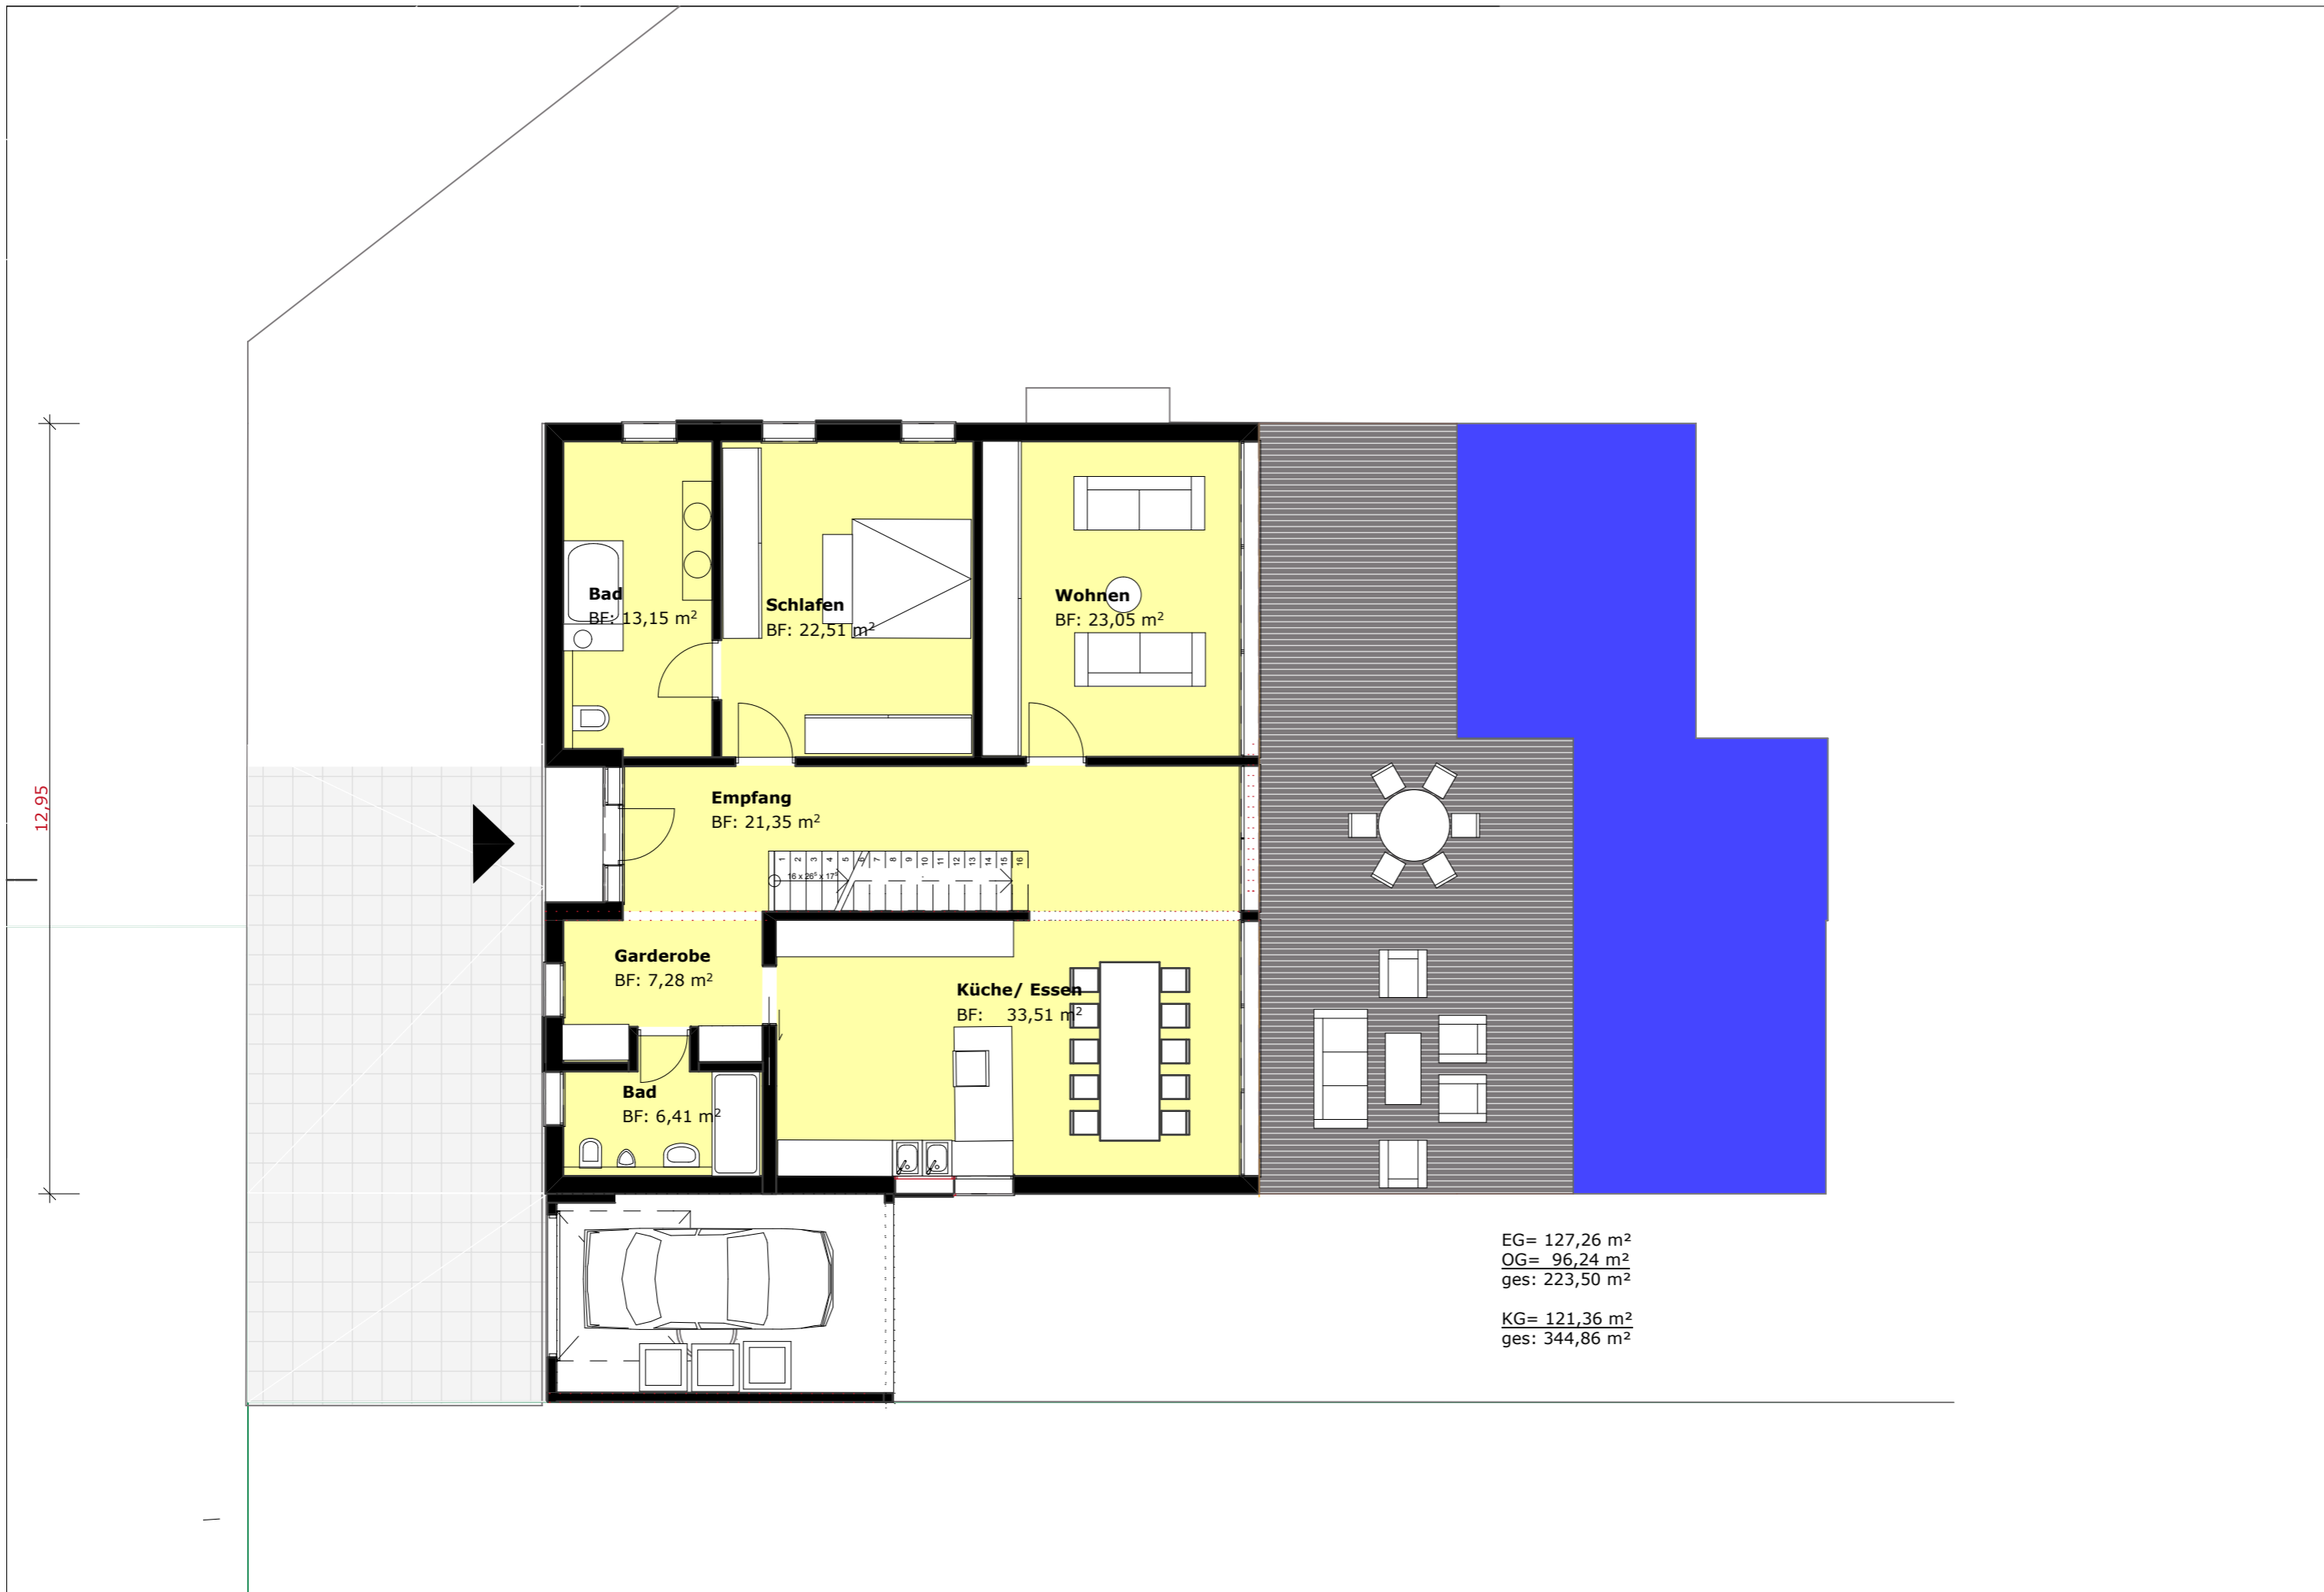 Bad
BF: 13,15 m²
Schlafen
BF: 22,51 m²
Wohnen
BF: 23,05 m²
12,95
Empfang
BF: 21,35 m²
1 2 3 4 5 6 7 8 9 10 11 12 13 14 15 16
Garderobe
BF: 7,28 m²
Küche/ Essen
BF: 33,51 m²
Bad
BF: 6,41 m²
EG= 127,26 m²
OG= 96,24 m²
ges: 223,50 m²
KG= 121,36 m²
ges: 344,86 m²